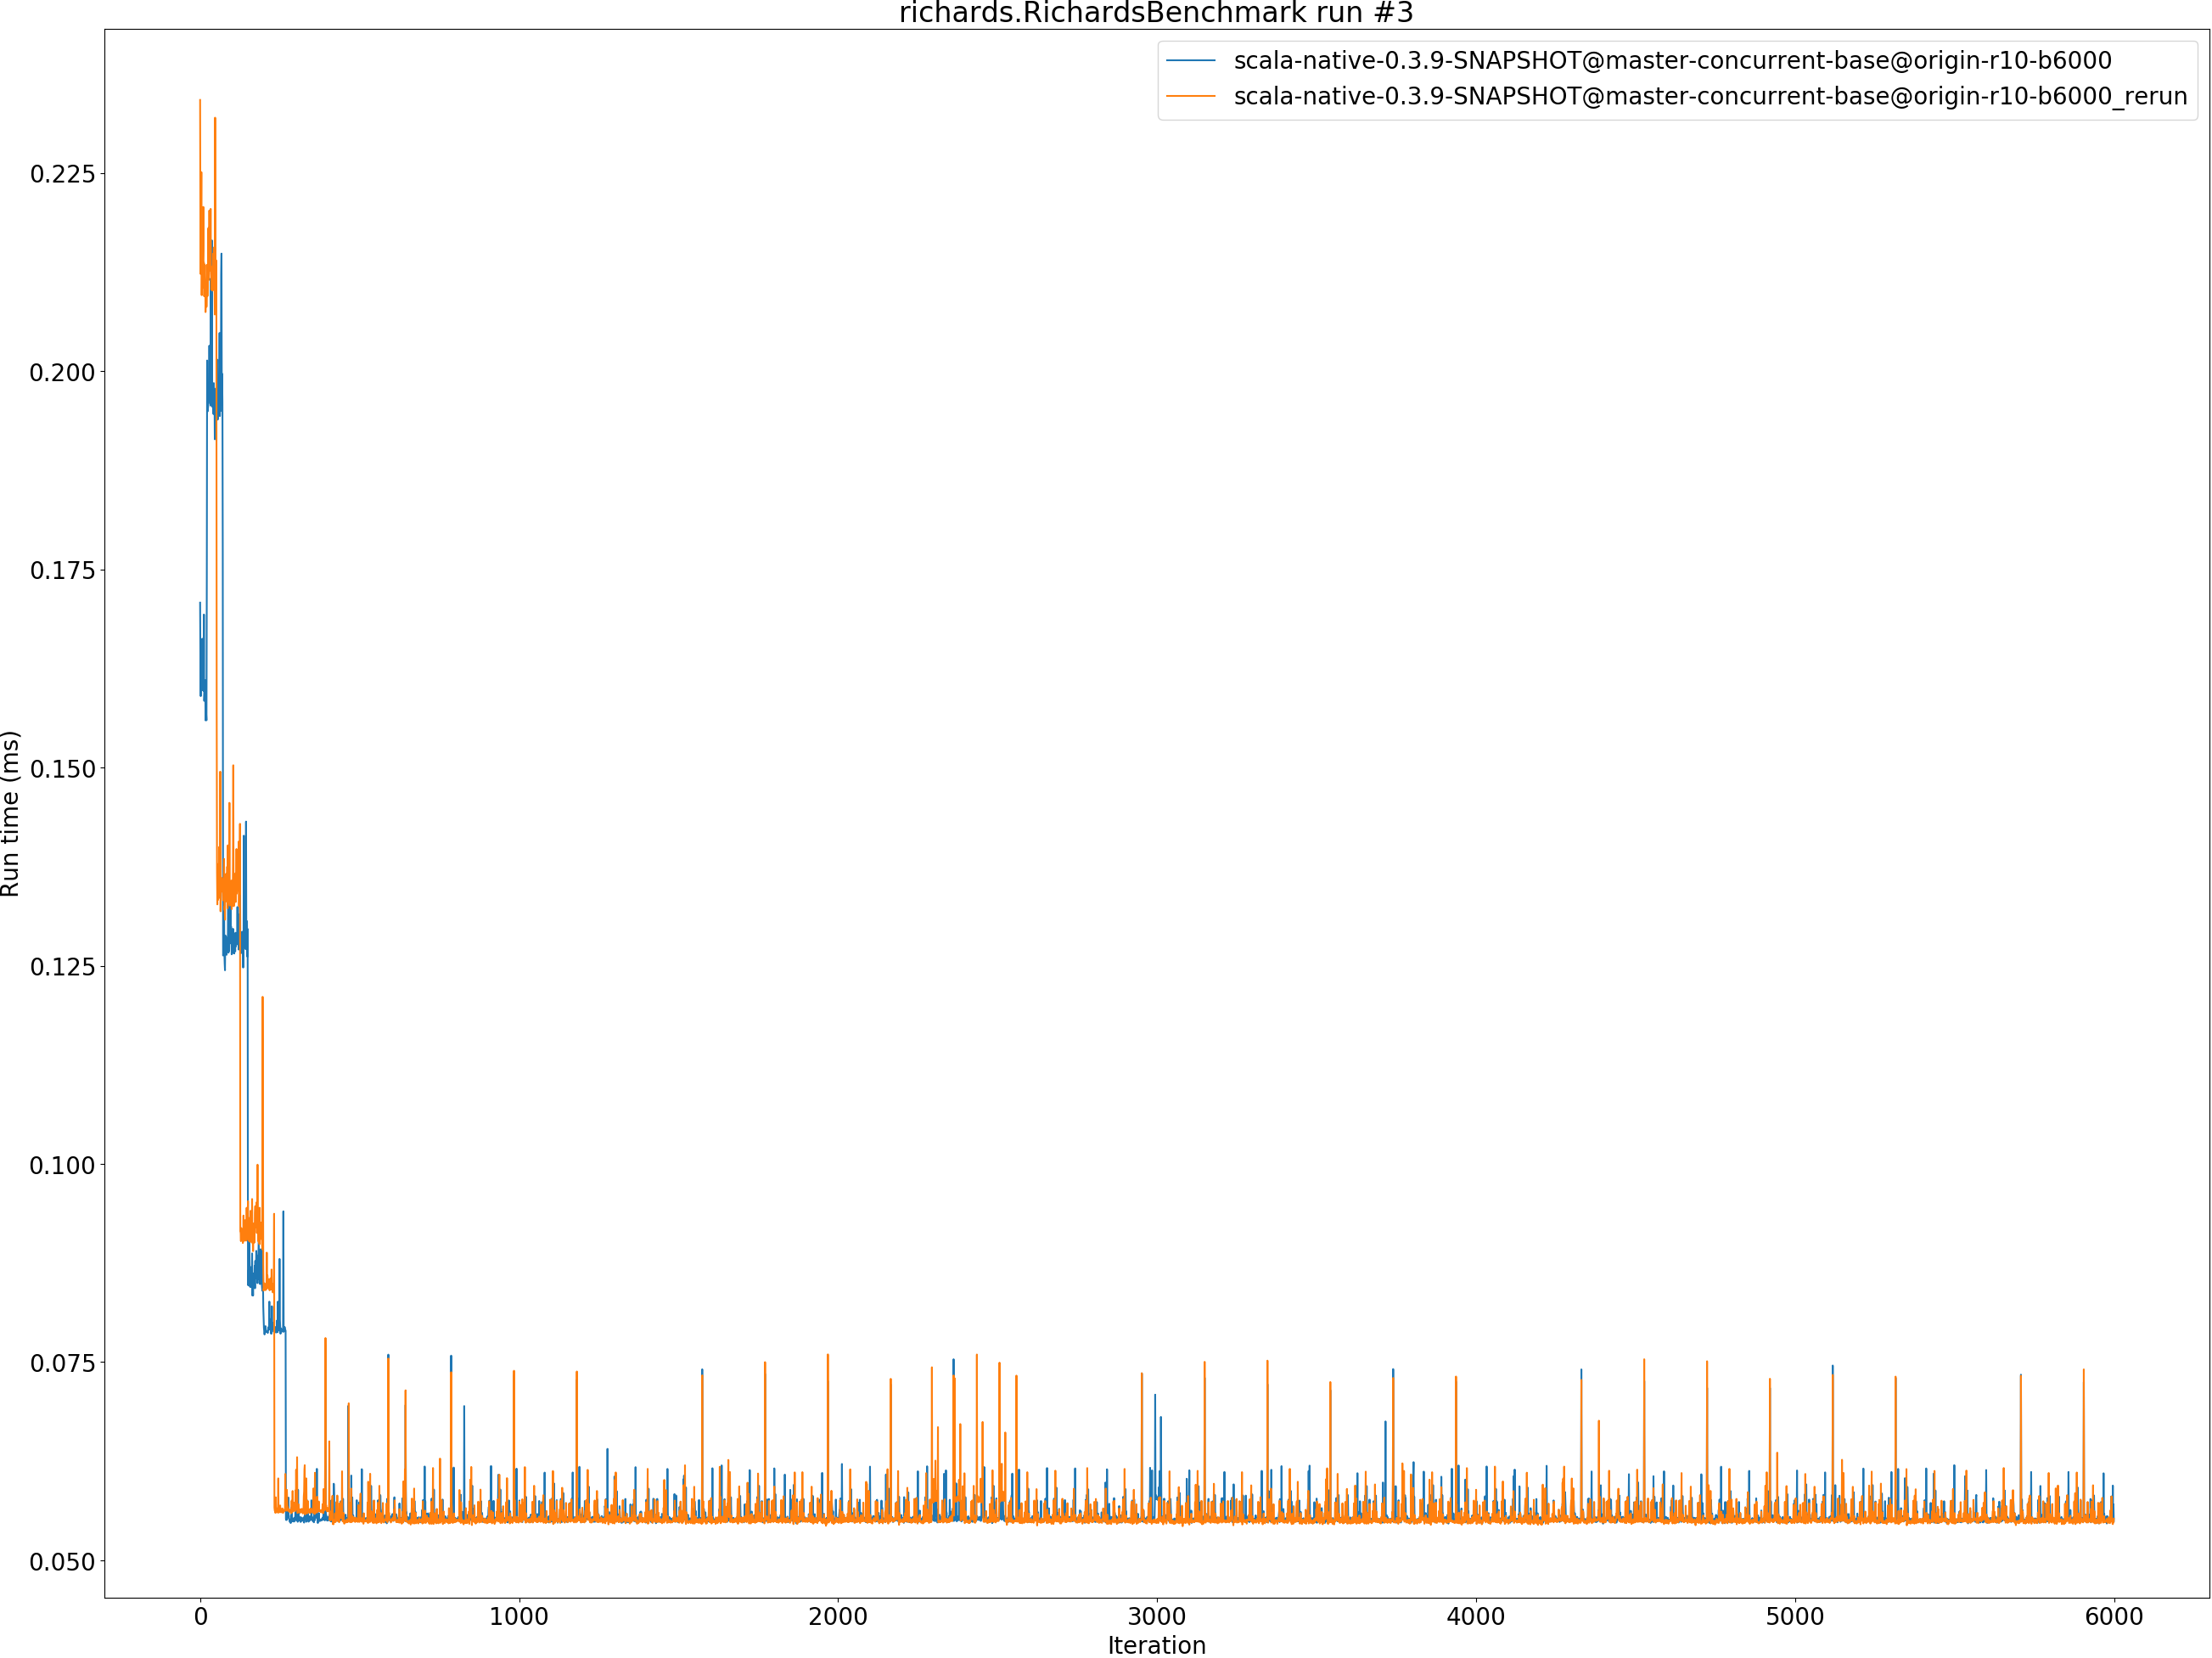 richards.RichardsBenchmark run #3
scala-native-0.3.9-SNAPSHOT@master-concurrent-base@origin-r10-b6000
scala-native-0.3.9-SNAPSHOT@master-concurrent-base@origin-r10-b6000_rerun
Run time (ms)
0.225
0.200
0.175
0.150
0.125
0.100
0.075
0.050
0 1000 2000 3000 4000 5000 6000
Iteration